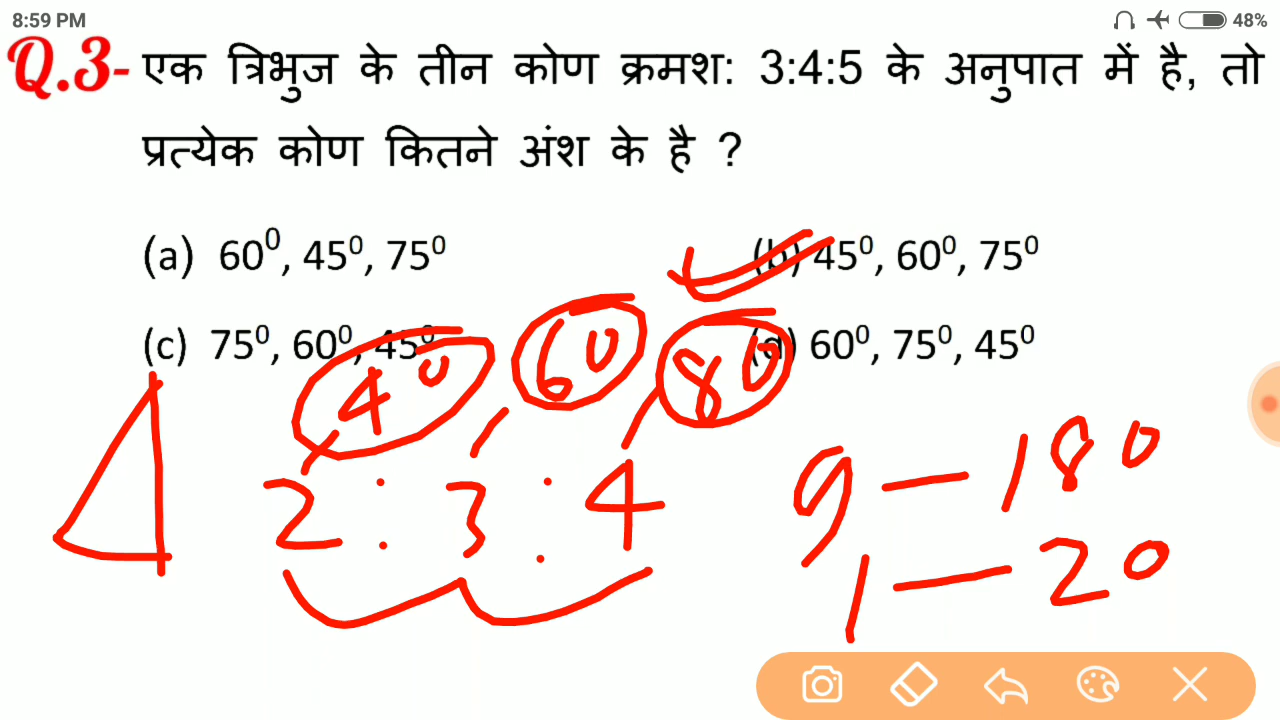 8:59 PM 48%
Q.3- एक त्रिभुज के तीन कोण क्रमश: 3:4:5 के अनुपात में है, तो
प्रत्येक कोण कितने अंश के है ?
(a) 60⁰, 45⁰, 75⁰ (b) 45⁰, 60⁰, 75⁰
(c) 75⁰, 60⁰, 45⁰ (d) 60⁰, 75⁰, 45⁰
40 60 80
2 : 3 : 4
9 — 180
1 — 20